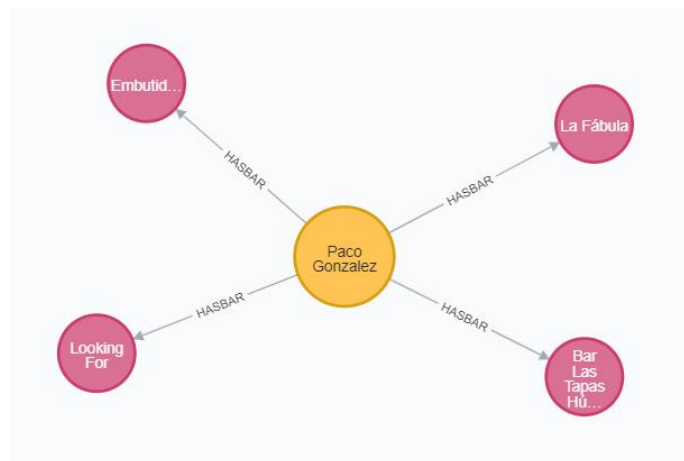 Embutid...
La Fábula
HASBAR
HASBAR
Paco
Gonzalez
HASBAR
HASBAR
Looking
For
Bar
Las
Tapas
Hú...